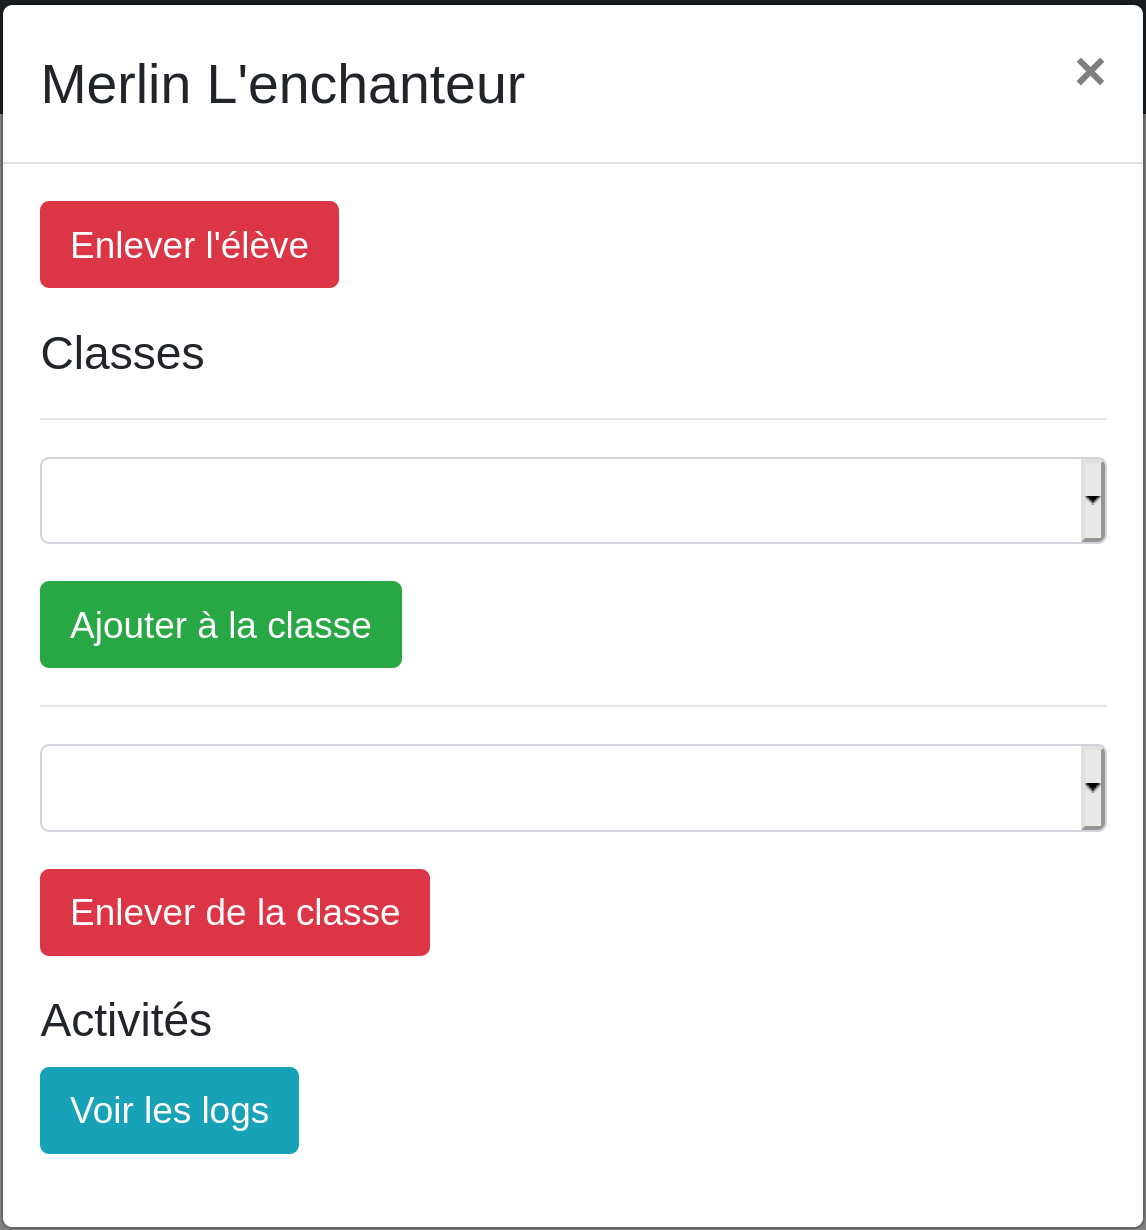 Merlin L'enchanteur
Enlever l'élève
Classes
Ajouter à la classe
Enlever de la classe
Activités
Voir les logs